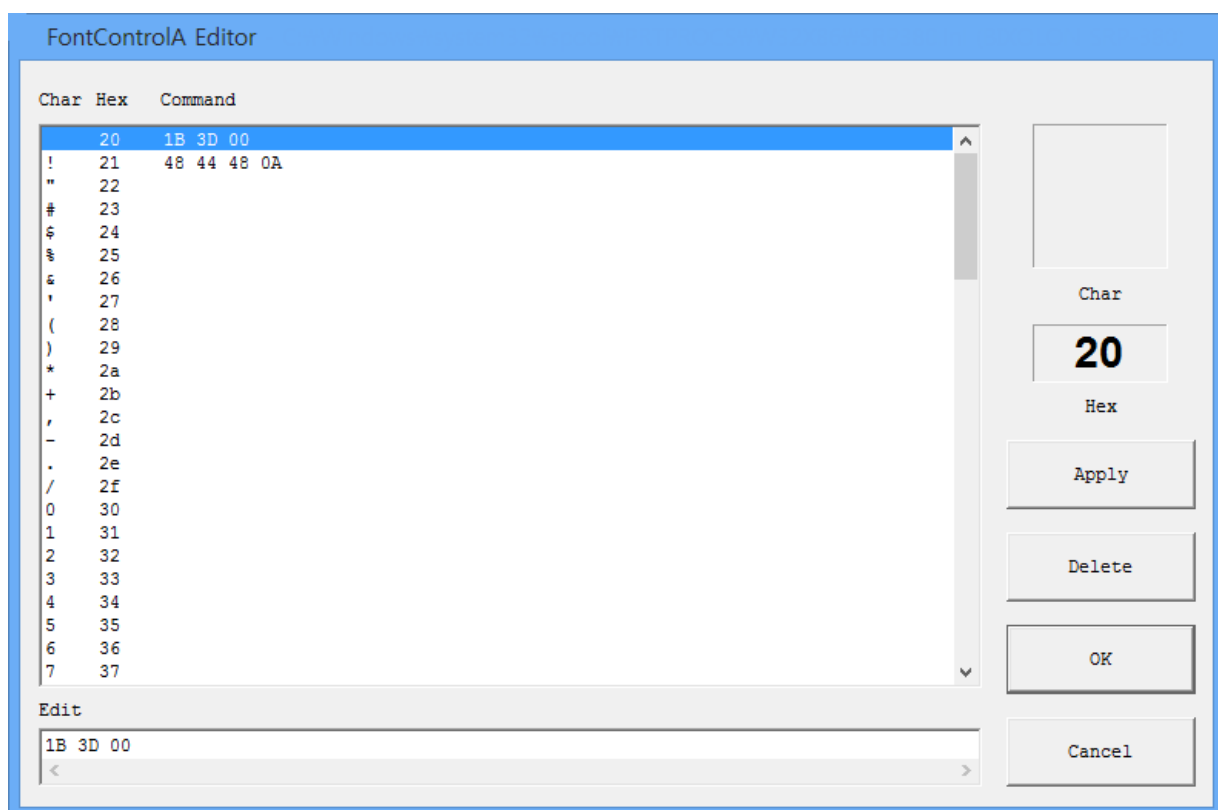 FontControlA Editor
Char Hex Command
20 1B 3D 00
! 21 48 44 48 0A
" 22
# 23
$ 24
% 25
& 26
' 27
( 28
) 29
* 2a
+ 2b
, 2c
- 2d
. 2e
/ 2f
0 30
1 31
2 32
3 33
4 34
5 35
6 36
7 37
Edit
1B 3D 00
Char
20
Hex
Apply
Delete
OK
Cancel